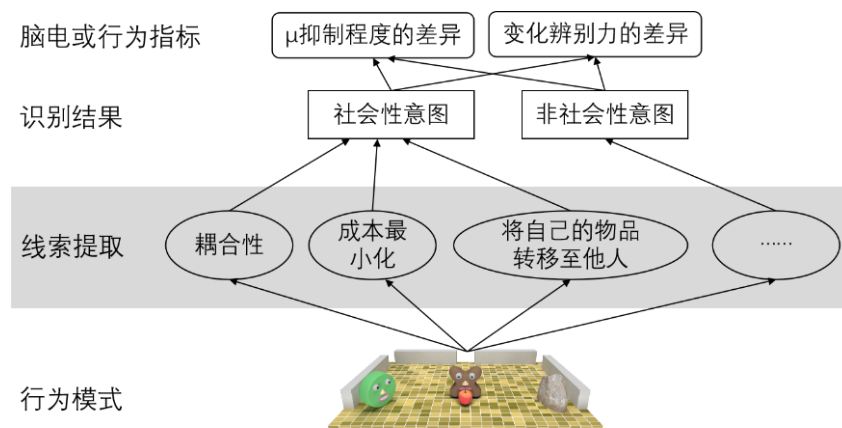 脑电或行为指标
μ抑制程度的差异
变化辨别力的差异
识别结果
社会性意图
非社会性意图
线索提取
耦合性
成本最
小化
将自己的物品
转移至他人
……
行为模式